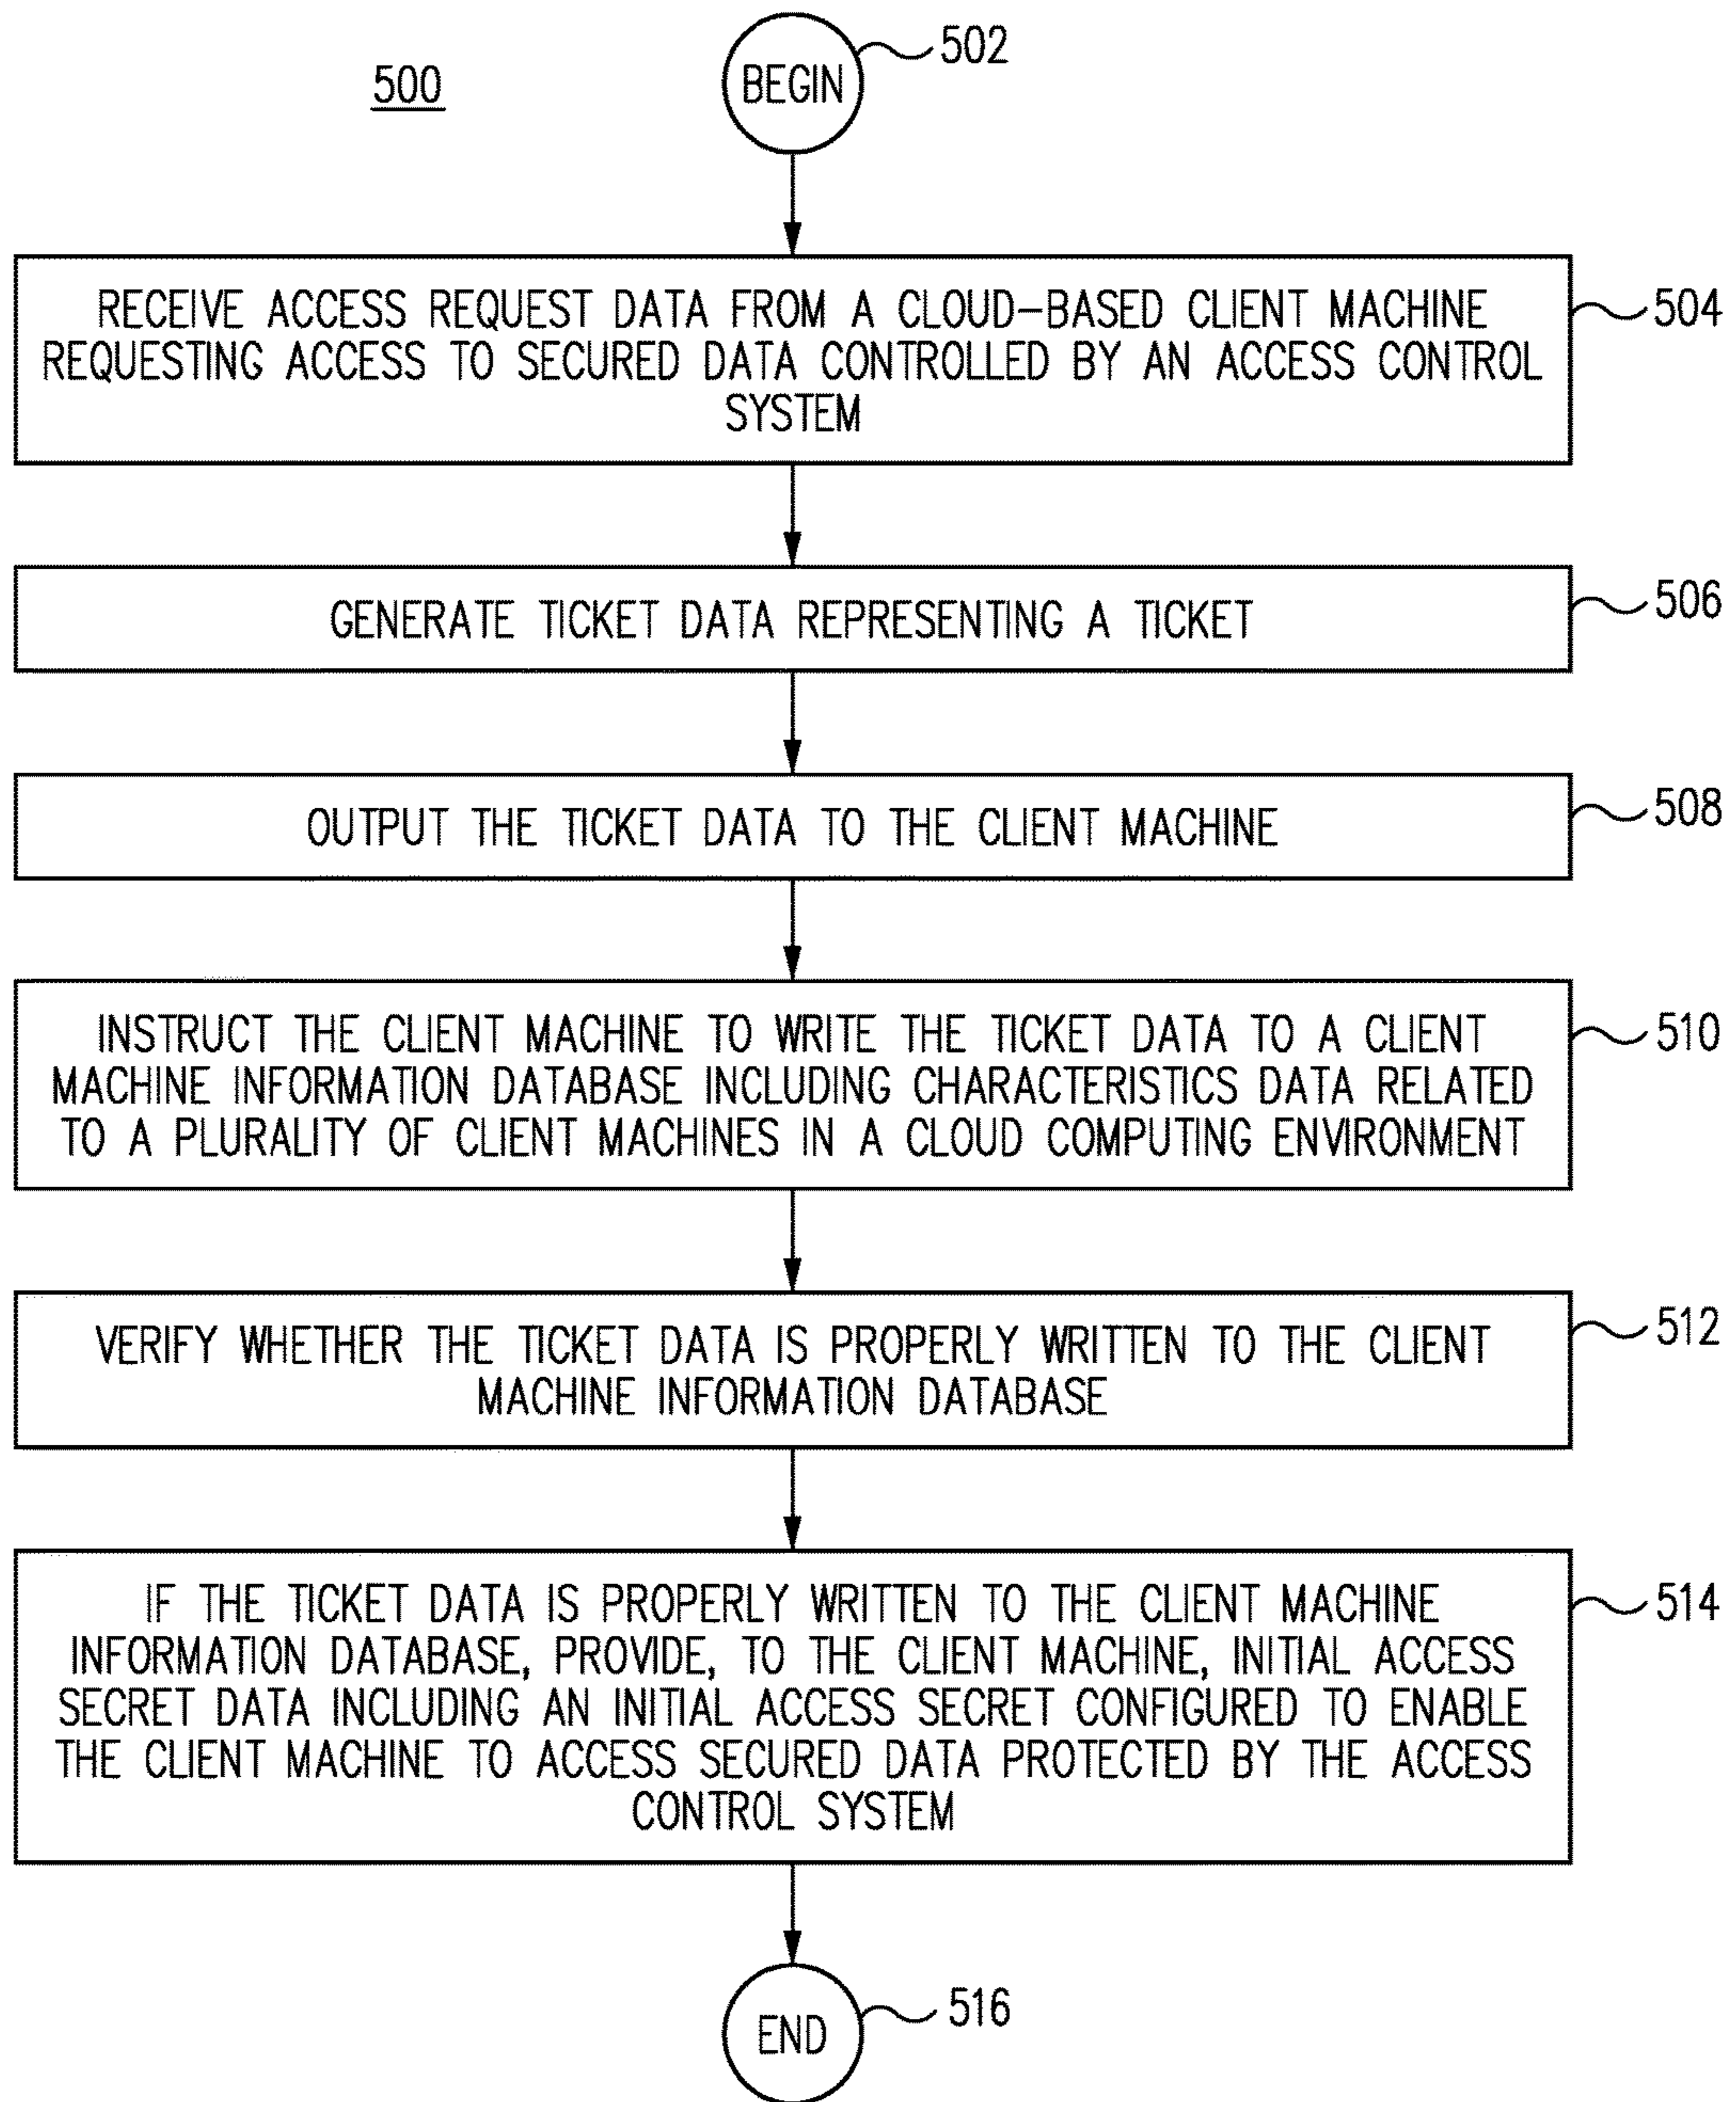 500
502
BEGIN
504
RECEIVE ACCESS REQUEST DATA FROM A CLOUD-BASED CLIENT MACHINE
REQUESTING ACCESS TO SECURED DATA CONTROLLED BY AN ACCESS CONTROL
SYSTEM
506
GENERATE TICKET DATA REPRESENTING A TICKET
508
OUTPUT THE TICKET DATA TO THE CLIENT MACHINE
510
INSTRUCT THE CLIENT MACHINE TO WRITE THE TICKET DATA TO A CLIENT
MACHINE INFORMATION DATABASE INCLUDING CHARACTERISTICS DATA RELATED
TO A PLURALITY OF CLIENT MACHINES IN A CLOUD COMPUTING ENVIRONMENT
512
VERIFY WHETHER THE TICKET DATA IS PROPERLY WRITTEN TO THE CLIENT
MACHINE INFORMATION DATABASE
514
IF THE TICKET DATA IS PROPERLY WRITTEN TO THE CLIENT MACHINE
INFORMATION DATABASE, PROVIDE, TO THE CLIENT MACHINE, INITIAL ACCESS
SECRET DATA INCLUDING AN INITIAL ACCESS SECRET CONFIGURED TO ENABLE
THE CLIENT MACHINE TO ACCESS SECURED DATA PROTECTED BY THE ACCESS
CONTROL SYSTEM
516
END